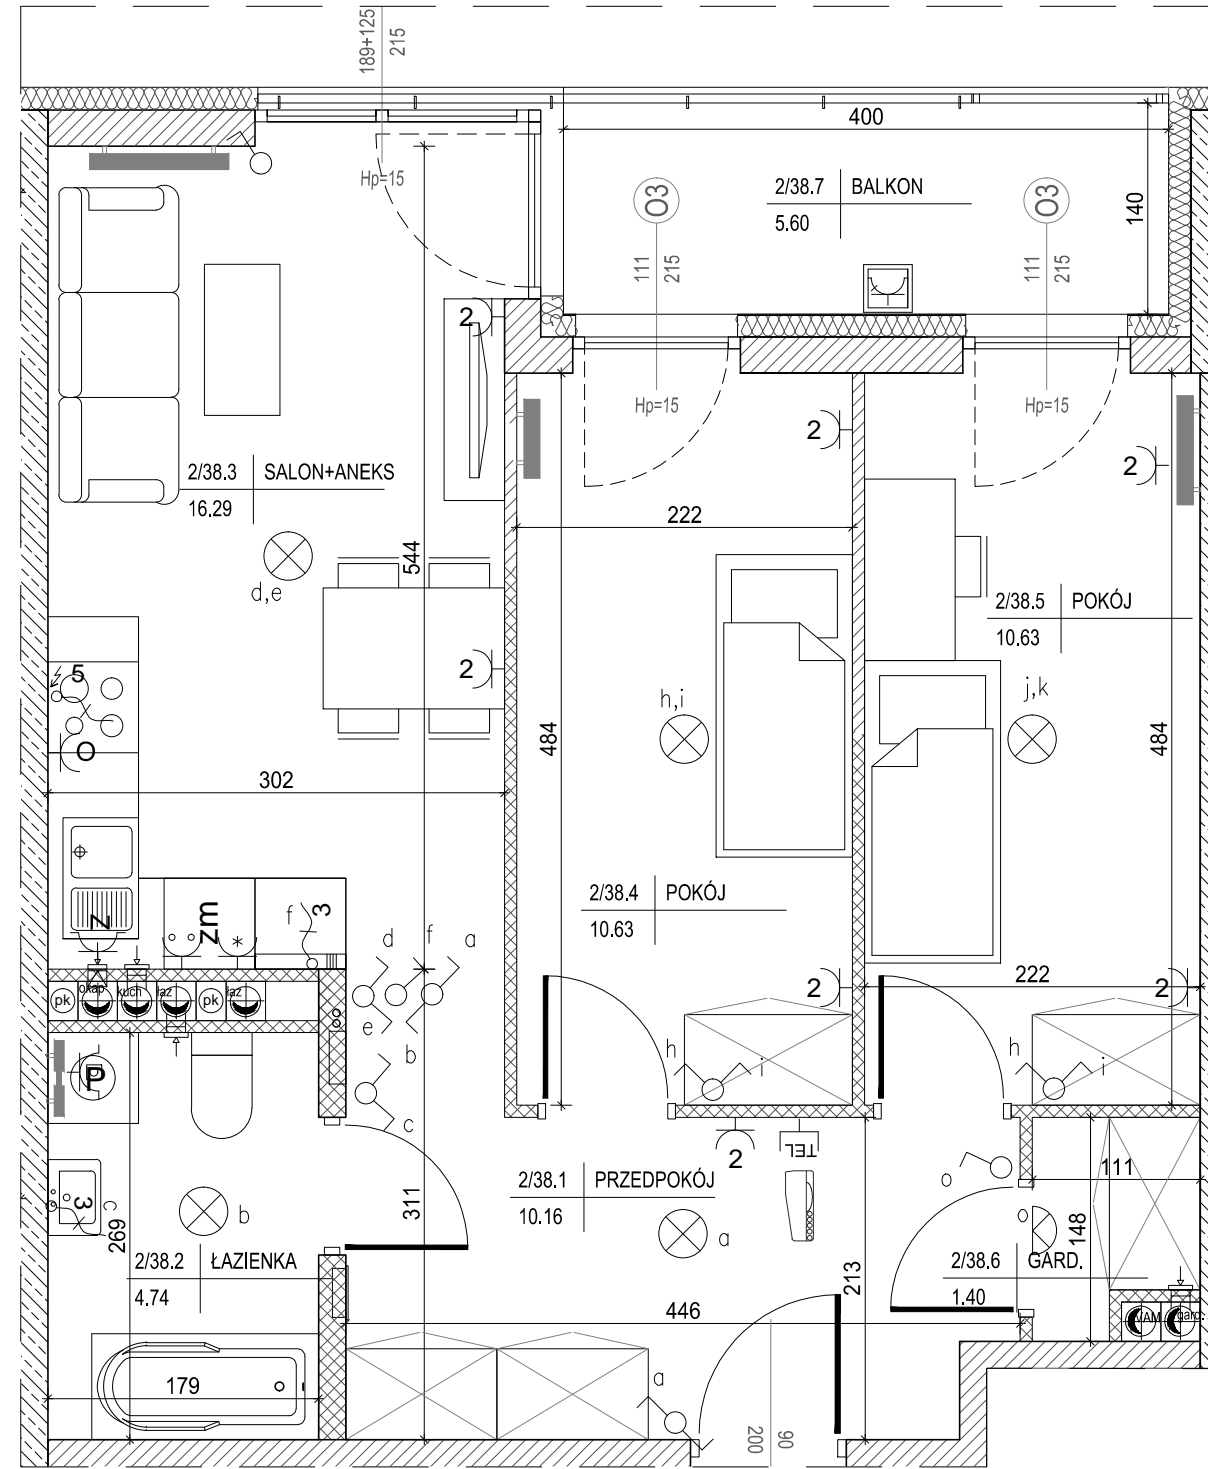 189+125
215
400
Hp=15
O3
2/38.7 BALKON
5.60
O3
140
111
215
111
215
2
Hp=15
Hp=15
2
2
2/38.3 SALON+ANEKS
16.29
222
544
d,e
2/38.5 POKÓJ
10.63
5
2
h,i
j,k
484
484
O
302
2/38.4 POKÓJ
10.63
Z
zm
f
3
d
f
a
222
2
2
pk
okap
kuch
łaz
pk
łaz
e
b
h
i
h
i
P
c
2
TEL
111
3
c
269
b
311
2/38.1 PRZEDPOKÓJ
10.16
a
o
o
148
2/38.2 ŁAZIENKA
4.74
213
2/38.6 GARD.
1.40
446
WAM
gard.
179
a
90
200